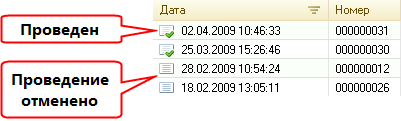 Дата Номер
Проведен
02.04.2009 10:46:33 000000031
25.03.2009 15:26:46 000000030
Проведение
отменено
28.02.2009 10:54:24 000000012
18.02.2009 13:05:11 000000026